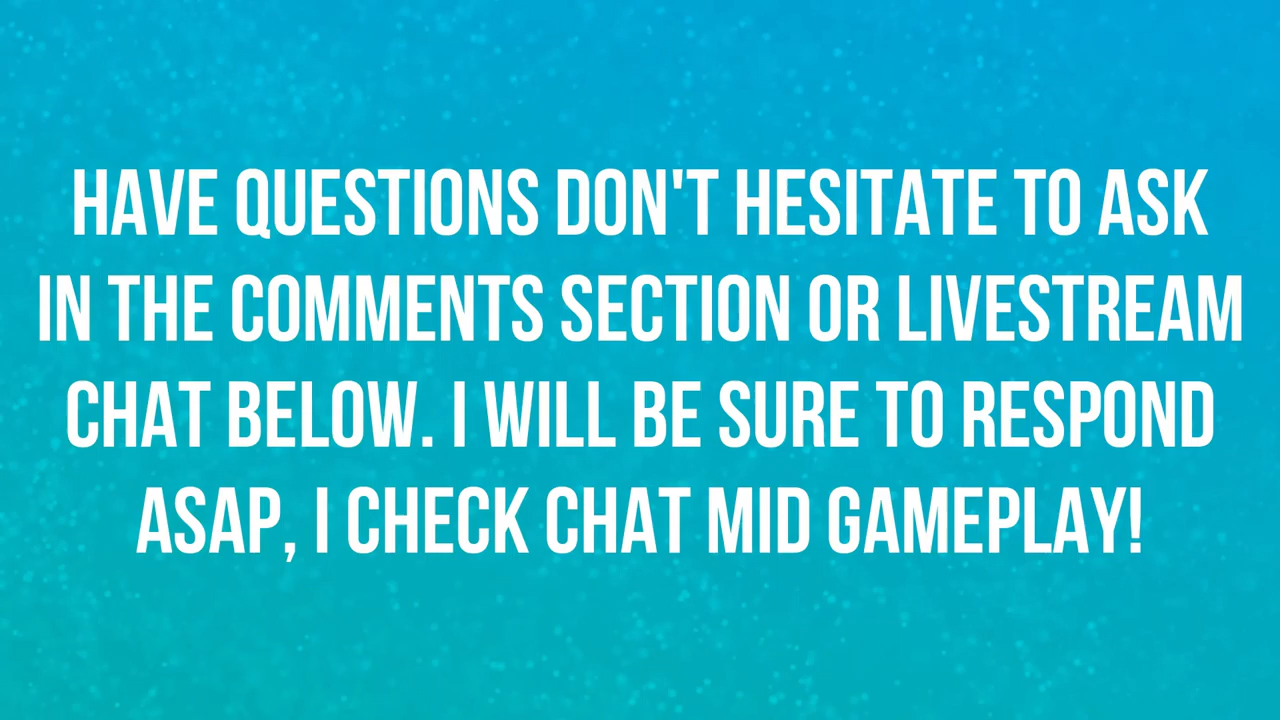 HAVE QUESTIONS DON'T HESITATE TO ASK
IN THE COMMENTS SECTION OR LIVESTREAM
CHAT BELOW. I WILL BE SURE TO RESPOND
ASAP, I CHECK CHAT MID GAMEPLAY!